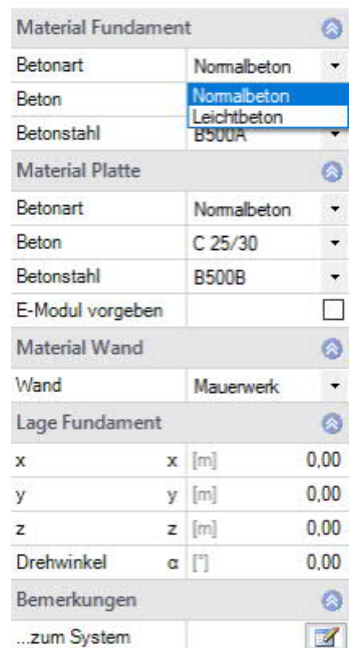 Material Fundament
Betonart Normalbeton
Beton Normalbeton
Leichtbeton
Betonstahl B500A
Material Platte
Betonart Normalbeton
Beton C 25/30
Betonstahl B500B
E-Modul vorgeben
Material Wand
Wand Mauerwerk
Lage Fundament
x x [m] 0,00
y y [m] 0,00
z z [m] 0,00
Drehwinkel α [°] 0,00
Bemerkungen
...zum System